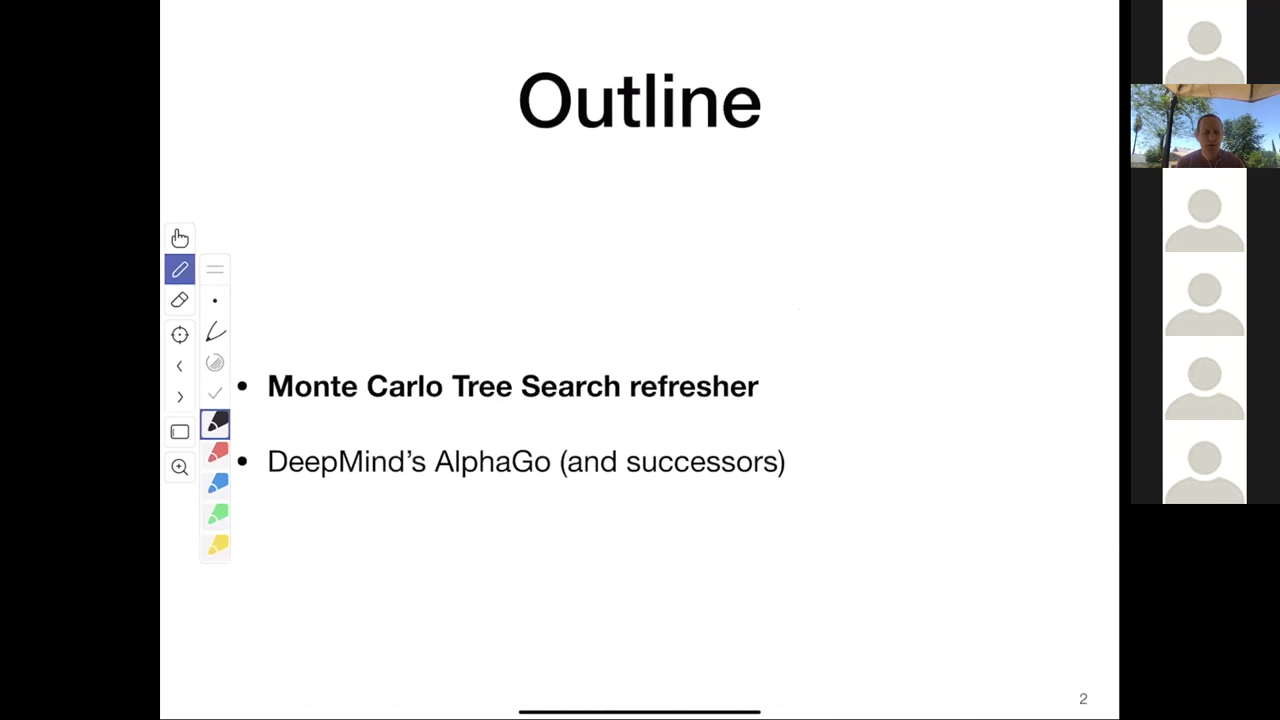 Outline
• Monte Carlo Tree Search refresher
• DeepMind’s AlphaGo (and successors)
2